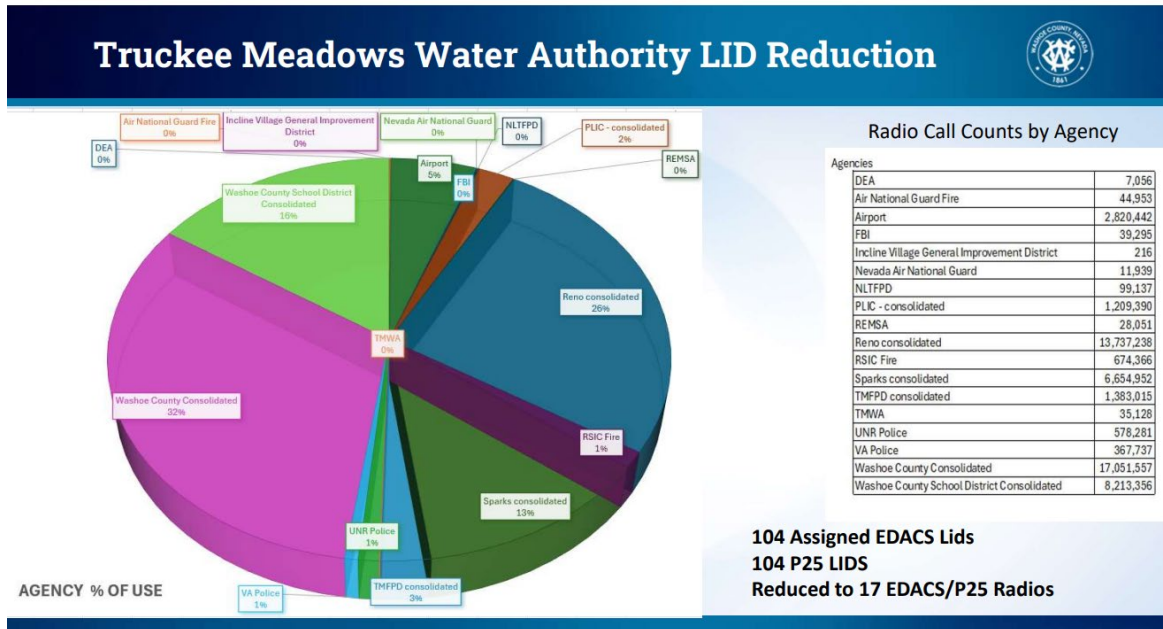 Truckee Meadows Water Authority LID Reduction
WASHOE COUNTY, NEVADA
1861
Air National Guard Fire
0%
Incline Village General Improvement
District
0%
Nevada Air National Guard
0%
NLTFPD
0%
PLIC - consolidated
2%
DEA
0%
REMSA
0%
Airport
5%
FBI
0%
Washoe County School District
Consolidated
16%
Reno consolidated
26%
TMWA
0%
Washoe County Consolidated
32%
RSIC Fire
1%
Sparks consolidated
13%
UNR Police
1%
TMFPD consolidated
3%
VA Police
1%
AGENCY % OF USE
Radio Call Counts by Agency
Agencies
DEA 7,056
Air National Guard Fire 44,953
Airport 2,820,442
FBI 39,295
Incline Village General Improvement District 216
Nevada Air National Guard 11,939
NLTFPD 99,137
PLIC - consolidated 1,209,390
REMSA 28,051
Reno consolidated 13,737,238
RSIC Fire 674,366
Sparks consolidated 6,654,952
TMFPD consolidated 1,383,015
TMWA 35,128
UNR Police 578,281
VA Police 367,737
Washoe County Consolidated 17,051,557
Washoe County School District Consolidated 8,213,356
104 Assigned EDACS Lids
104 P25 LIDS
Reduced to 17 EDACS/P25 Radios